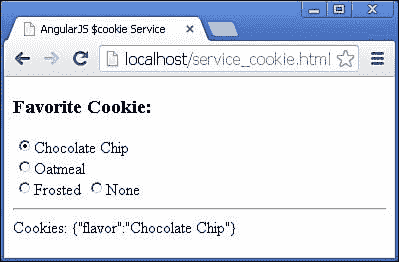 AngularJS $cookie Service
localhost/service_cookie.html
Favorite Cookie:
Chocolate Chip
Oatmeal
Frosted None
Cookies: {"flavor":"Chocolate Chip"}